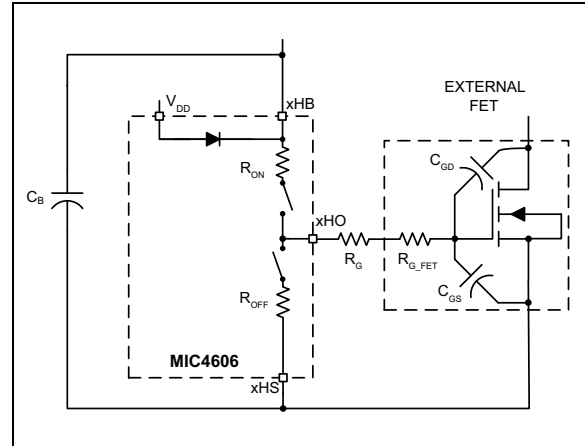 EXTERNAL
FET
V_DD
xHB
C_GD
R_ON
C_B
xHO
R_G
R_G_FET
C_GS
R_OFF
MIC4606
xHS